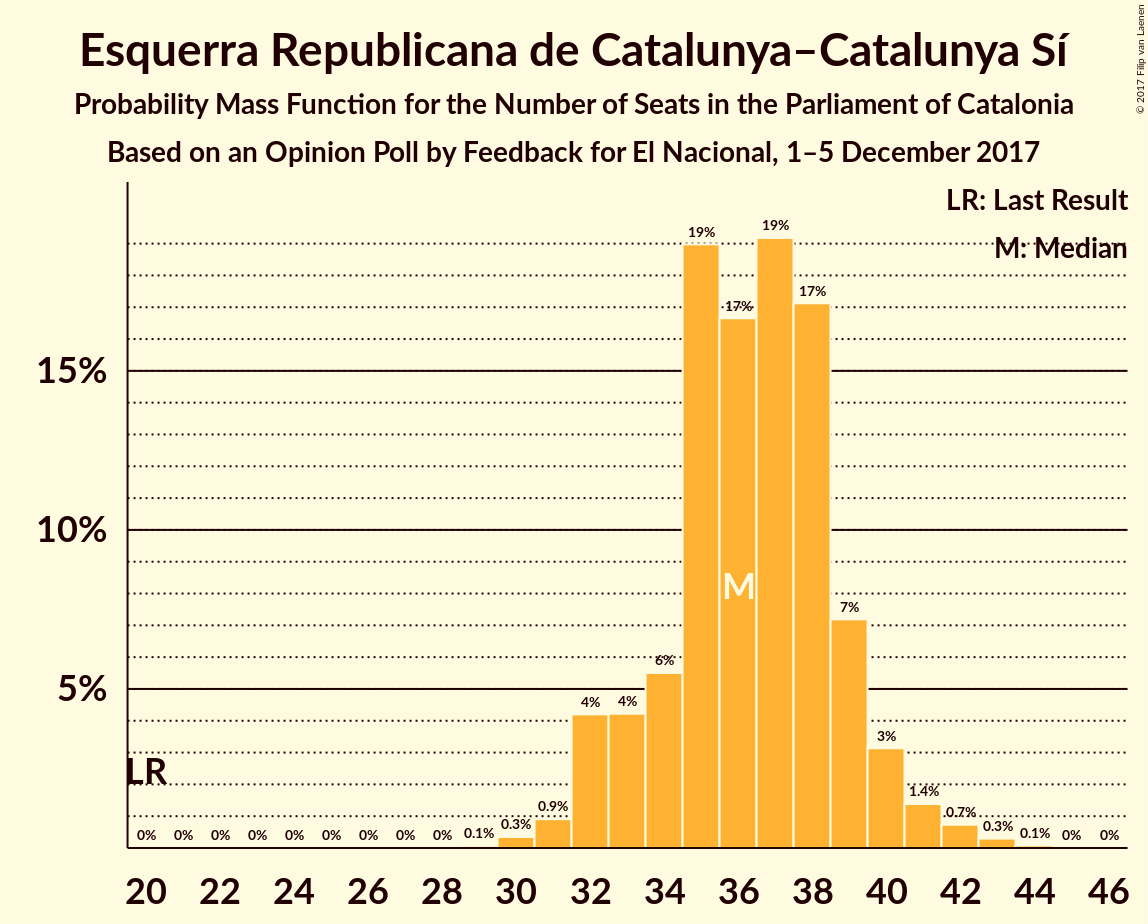 Esquerra Republicana de Catalunya–Catalunya Sí
Probability Mass Function for the Number of Seats in the Parliament of Catalonia
Based on an Opinion Poll by Feedback for El Nacional, 1–5 December 2017
© 2017 Filip van Laenen
LR: Last Result
M: Median
15%
10%
5%
LR
M
0% 0% 0% 0% 0% 0% 0% 0% 0% 0.1% 0.3% 0.9% 4% 4% 6% 19% 17% 19% 17% 7% 3% 1.4% 0.7% 0.3% 0.1% 0% 0%
20 22 24 26 28 30 32 34 36 38 40 42 44 46